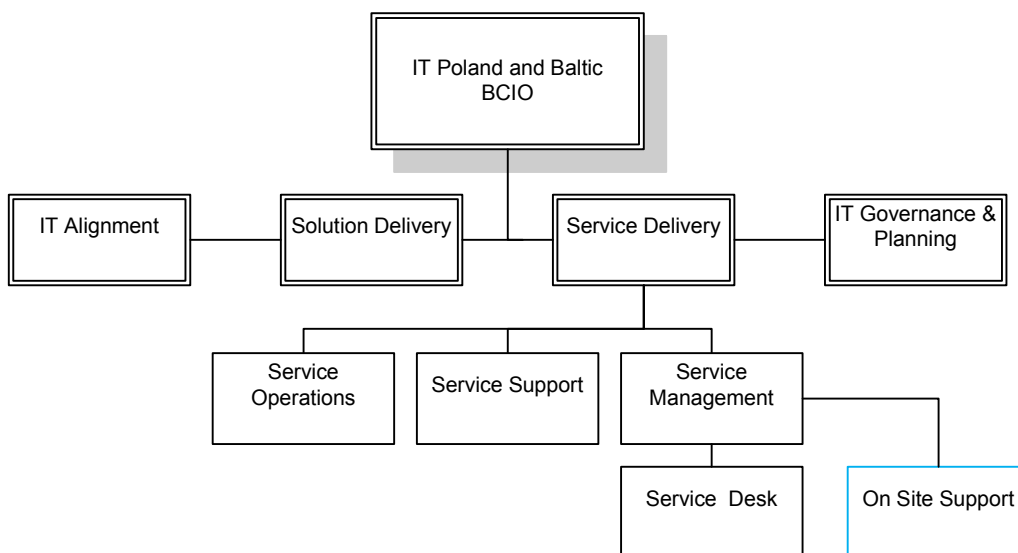 IT Poland and Baltic
BCIO
IT Alignment
Solution Delivery
Service Delivery
IT Governance &
Planning
Service
Operations
Service Support
Service
Management
Service Desk
On Site Support